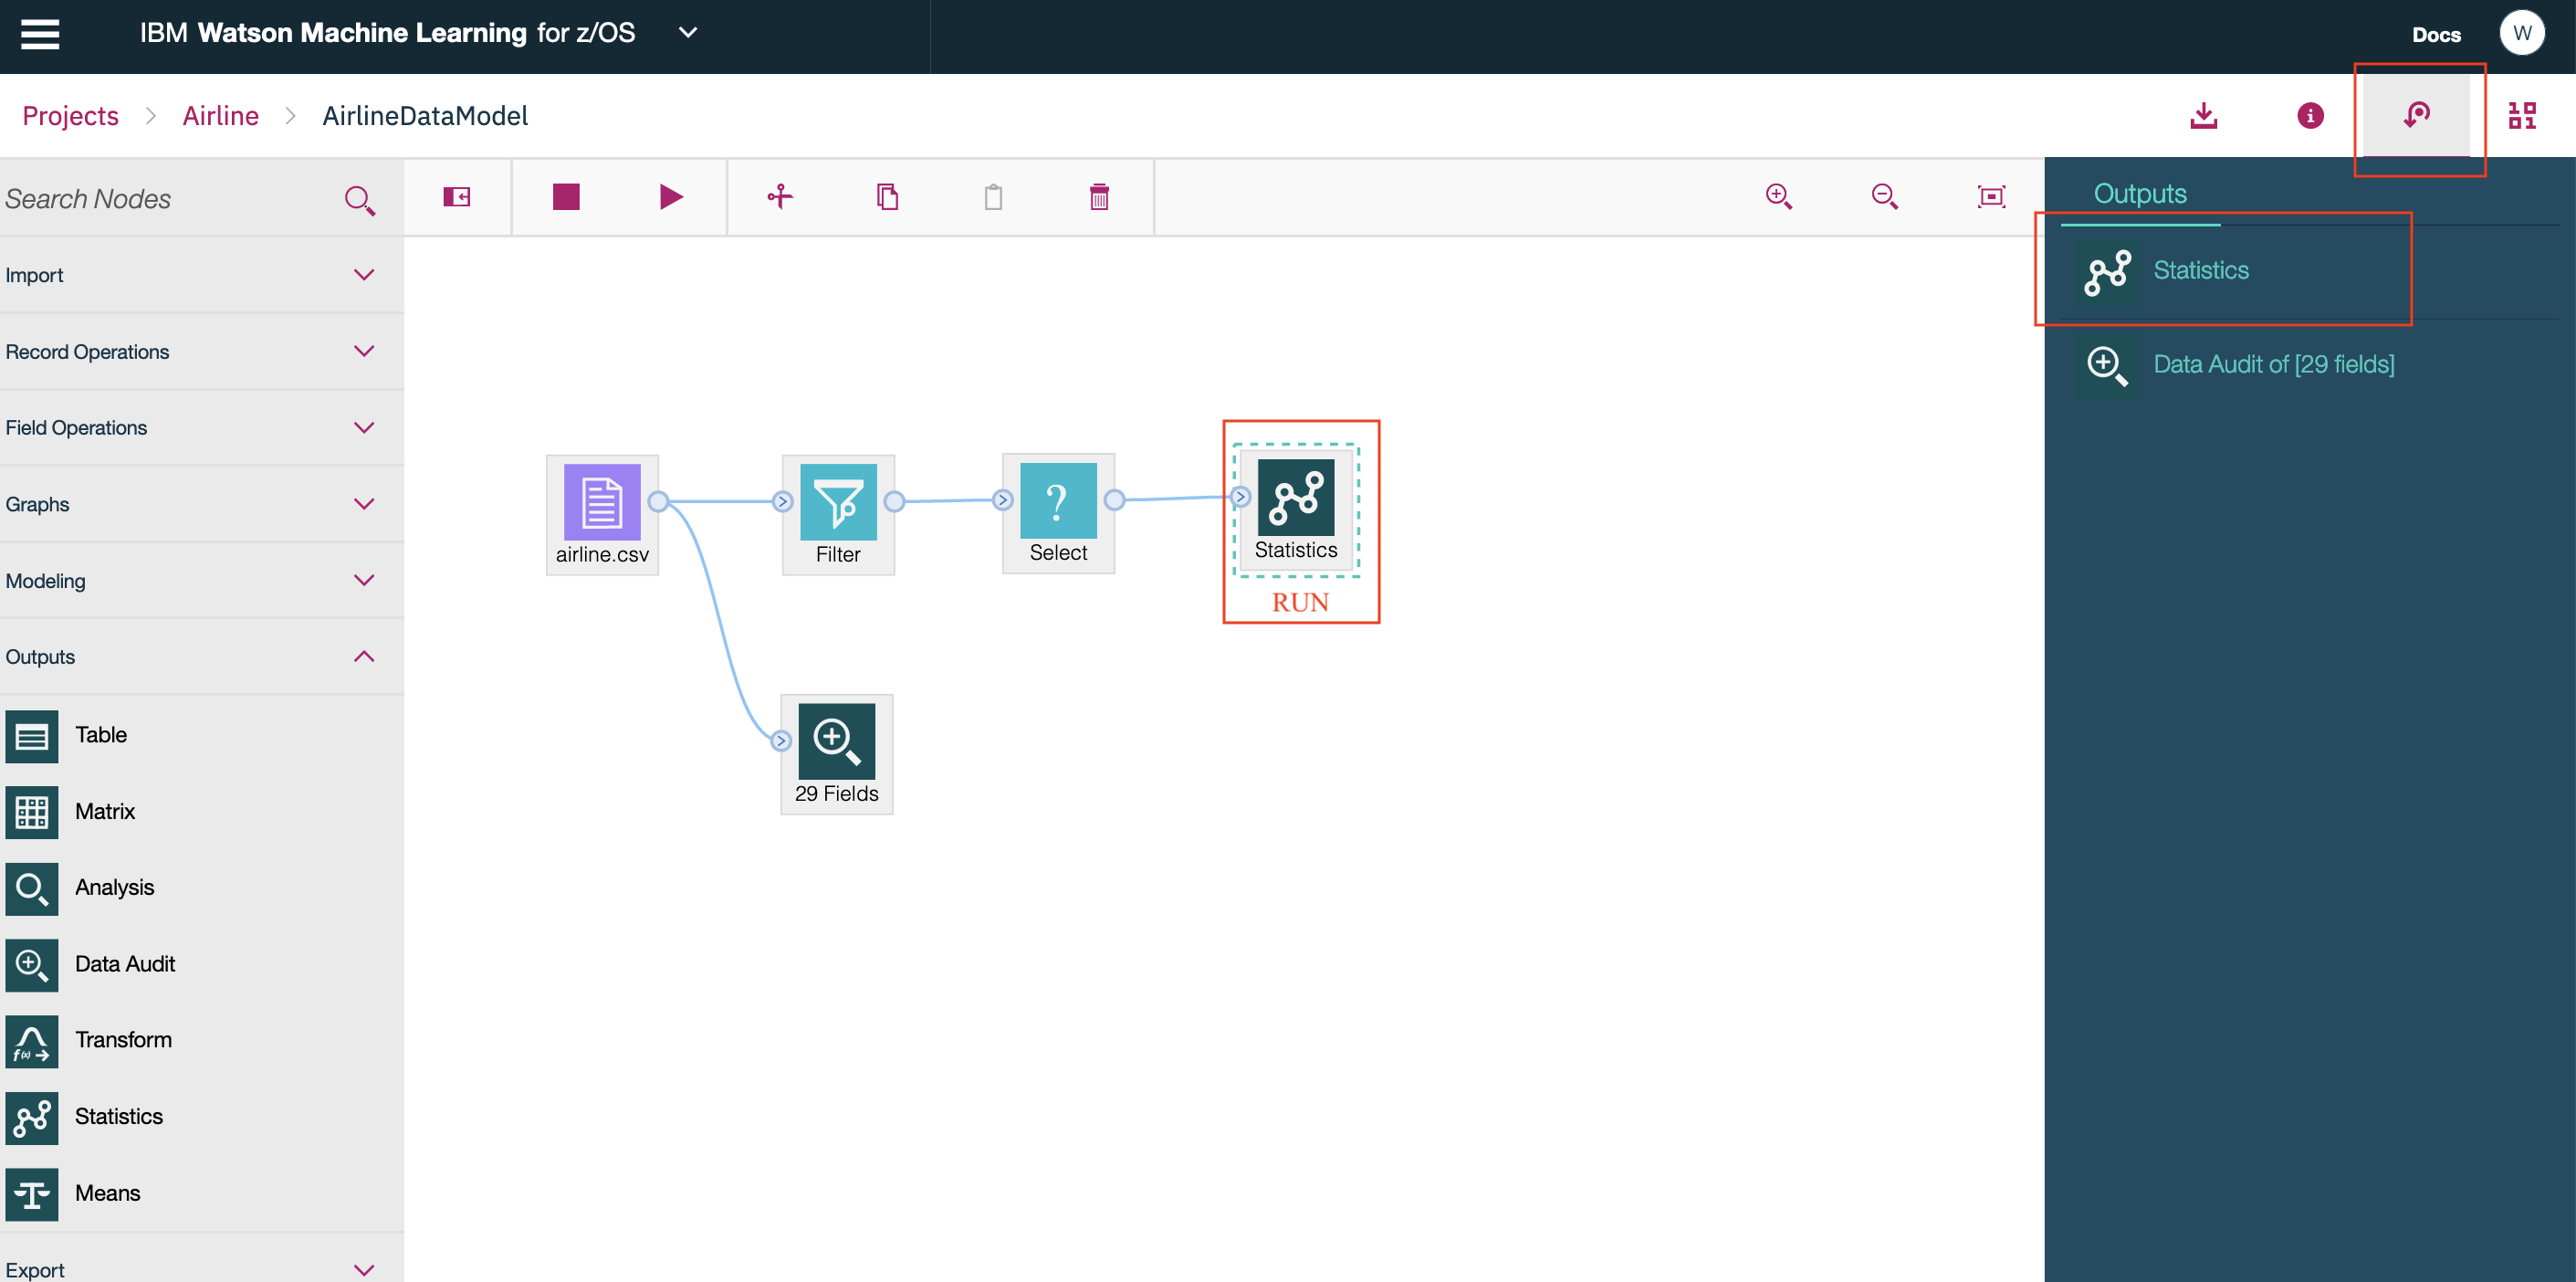 IBM Watson Machine Learning for z/OS
Docs
W
Projects > Airline > AirlineDataModel
Search Nodes
Import
Record Operations
Field Operations
Graphs
Modeling
Outputs
Table
Matrix
Analysis
Data Audit
Transform
f(x)
Statistics
Means
Export
airline.csv
Filter
?
Select
Statistics
RUN
29 Fields
Outputs
Statistics
Data Audit of [29 fields]